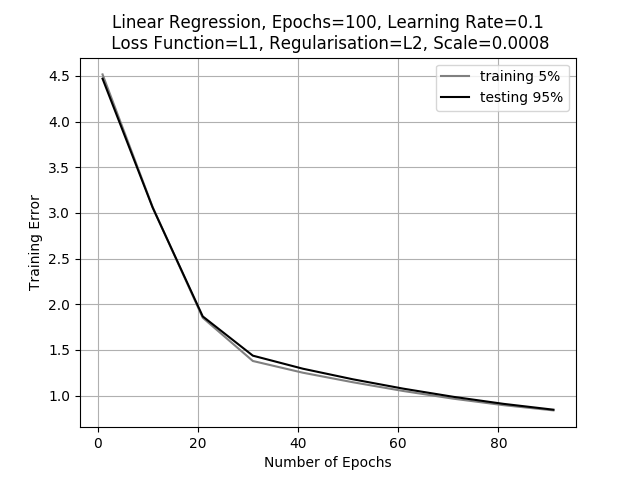 Linear Regression, Epochs=100, Learning Rate=0.1
Loss Function=L1, Regularisation=L2, Scale=0.0008
training 5%
testing 95%
4.5
4.0
3.5
3.0
2.5
2.0
1.5
1.0
Training Error
0 20 40 60 80
Number of Epochs